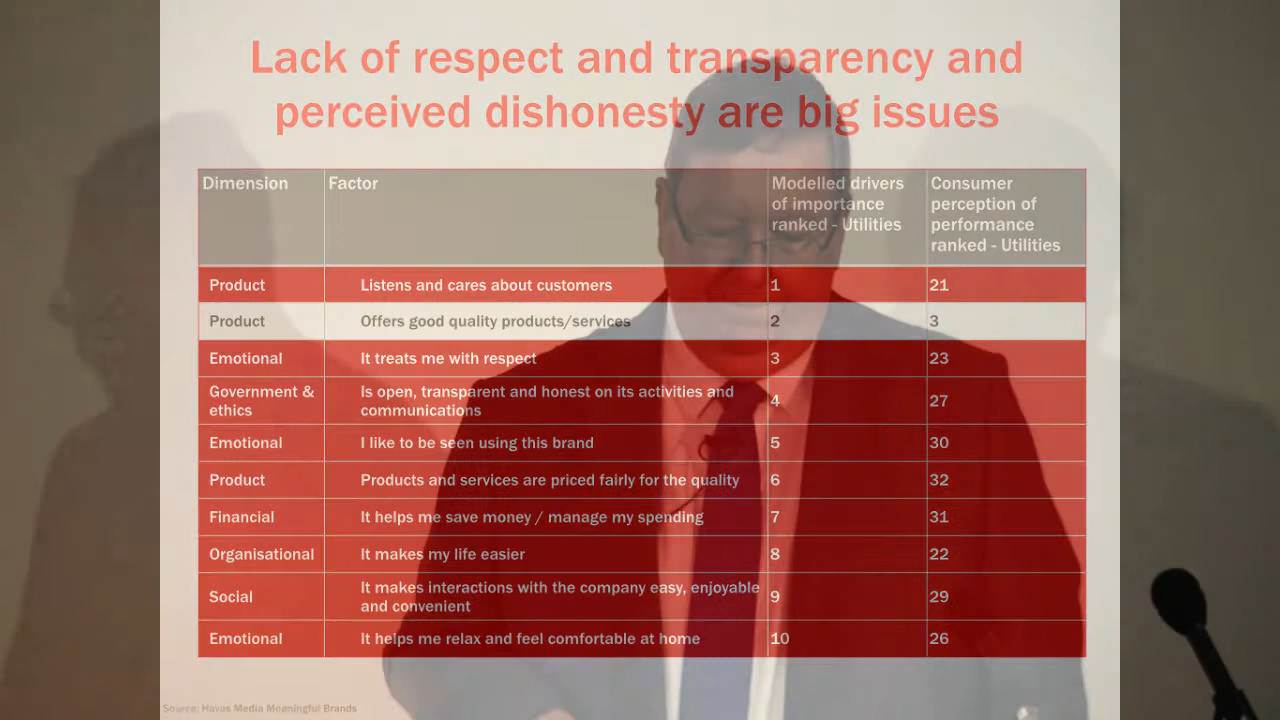 Lack of respect and transparency and
perceived dishonesty are big issues
Dimension Factor Modelled drivers of importance ranked - Utilities Consumer perception of performance ranked - Utilities
Product Listens and cares about customers 1 21
Product Offers good quality products/services 2 3
Emotional It treats me with respect 3 23
Government & ethics Is open, transparent and honest on its activities and communications 4 27
Emotional I like to be seen using this brand 5 30
Product Products and services are priced fairly for the quality 6 32
Financial It helps me save money / manage my spending 7 31
Organisational It makes my life easier 8 22
Social It makes interactions with the company easy, enjoyable and convenient 9 29
Emotional It helps me relax and feel comfortable at home 10 26
Source: Havas Media Meaningful Brands